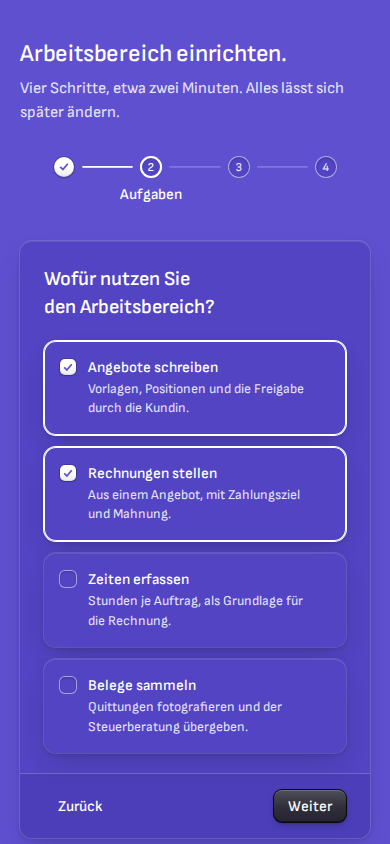 Arbeitsbereich einrichten.
Vier Schritte, etwa zwei Minuten. Alles lässt sich
später ändern.
2
3
4
Aufgaben
Wofür nutzen Sie
den Arbeitsbereich?
Angebote schreiben
Vorlagen, Positionen und die Freigabe
durch die Kundin.
Rechnungen stellen
Aus einem Angebot, mit Zahlungsziel
und Mahnung.
Zeiten erfassen
Stunden je Auftrag, als Grundlage für
die Rechnung.
Belege sammeln
Quittungen fotografieren und der
Steuerberatung übergeben.
Zurück
Weiter